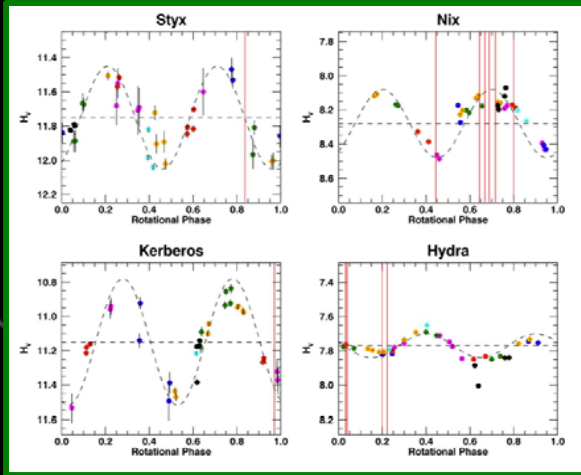 Styx
11.4
11.6
11.8
12.0
12.2
H_V
0.0 0.2 0.4 0.6 0.8 1.0
Rotational Phase
Nix
7.8
8.0
8.2
8.4
8.6
H_V
0.0 0.2 0.4 0.6 0.8 1.0
Rotational Phase
Kerberos
10.8
11.0
11.2
11.4
11.6
H_V
0.0 0.2 0.4 0.6 0.8 1.0
Rotational Phase
Hydra
7.4
7.6
7.8
8.0
8.2
H_V
0.0 0.2 0.4 0.6 0.8 1.0
Rotational Phase